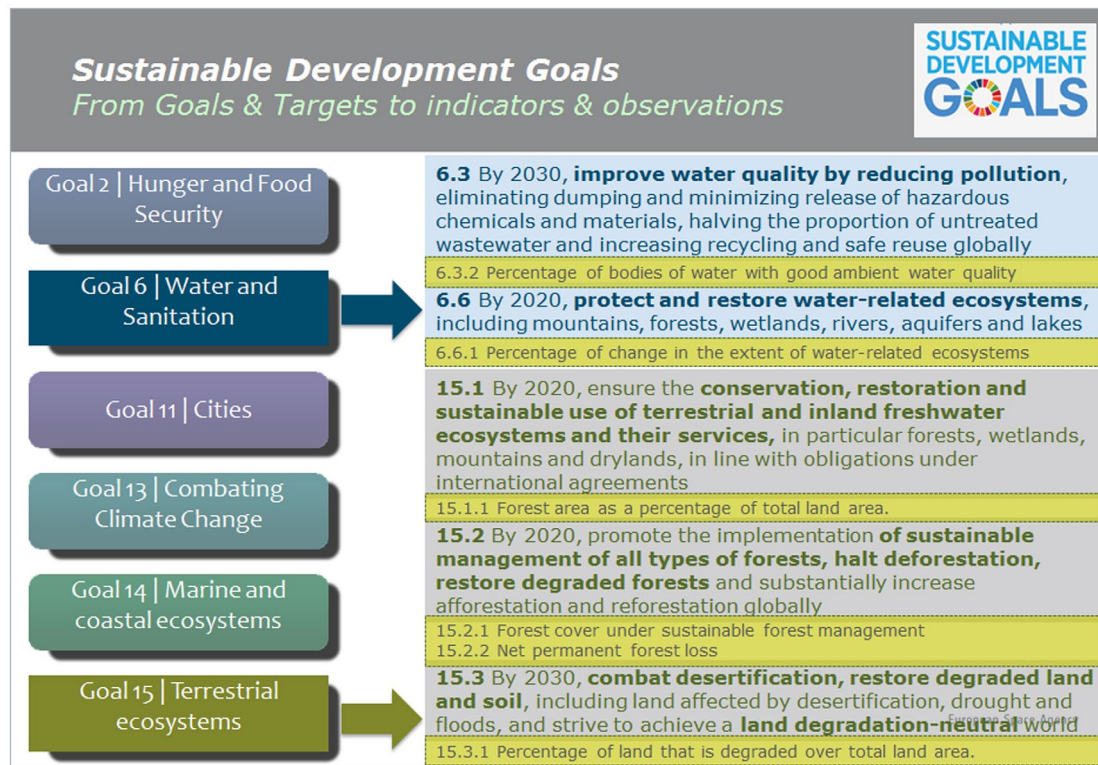 Sustainable Development Goals
From Goals & Targets to indicators & observations
SUSTAINABLE
DEVELOPMENT
GOALS
Goal 2 | Hunger and Food
Security
Goal 6 | Water and
Sanitation
Goal 11 | Cities
Goal 13 | Combating
Climate Change
Goal 14 | Marine and
coastal ecosystems
Goal 15 | Terrestrial
ecosystems
6.3 By 2030, improve water quality by reducing pollution,
eliminating dumping and minimizing release of hazardous
chemicals and materials, halving the proportion of untreated
wastewater and increasing recycling and safe reuse globally
6.3.2 Percentage of bodies of water with good ambient water quality
6.6 By 2020, protect and restore water-related ecosystems,
including mountains, forests, wetlands, rivers, aquifers and lakes
6.6.1 Percentage of change in the extent of water-related ecosystems
15.1 By 2020, ensure the conservation, restoration and
sustainable use of terrestrial and inland freshwater
ecosystems and their services, in particular forests, wetlands,
mountains and drylands, in line with obligations under
international agreements
15.1.1 Forest area as a percentage of total land area.
15.2 By 2020, promote the implementation of sustainable
management of all types of forests, halt deforestation,
restore degraded forests and substantially increase
afforestation and reforestation globally
15.2.1 Forest cover under sustainable forest management
15.2.2 Net permanent forest loss
15.3 By 2030, combat desertification, restore degraded land
and soil, including land affected by desertification, drought and
floods, and strive to achieve a land degradation-neutral world
European Space Agency
15.3.1 Percentage of land that is degraded over total land area.